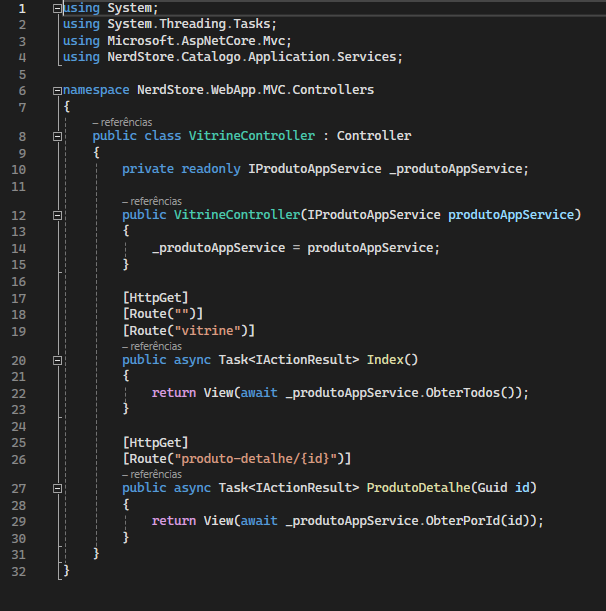 1 using System;
2 using System.Threading.Tasks;
3 using Microsoft.AspNetCore.Mvc;
4 using NerdStore.Catalogo.Application.Services;
5
6 namespace NerdStore.WebApp.MVC.Controllers
7 {
– referências
8 public class VitrineController : Controller
9 {
10 private readonly IProdutoAppService _produtoAppService;
11
– referências
12 public VitrineController(IProdutoAppService produtoAppService)
13 {
14 _produtoAppService = produtoAppService;
15 }
16
17 [HttpGet]
18 [Route("")]
19 [Route("vitrine")]
– referências
20 public async Task<IActionResult> Index()
21 {
22 return View(await _produtoAppService.ObterTodos());
23 }
24
25 [HttpGet]
26 [Route("produto-detalhe/{id}")]
– referências
27 public async Task<IActionResult> ProdutoDetalhe(Guid id)
28 {
29 return View(await _produtoAppService.ObterPorId(id));
30 }
31 }
32 }